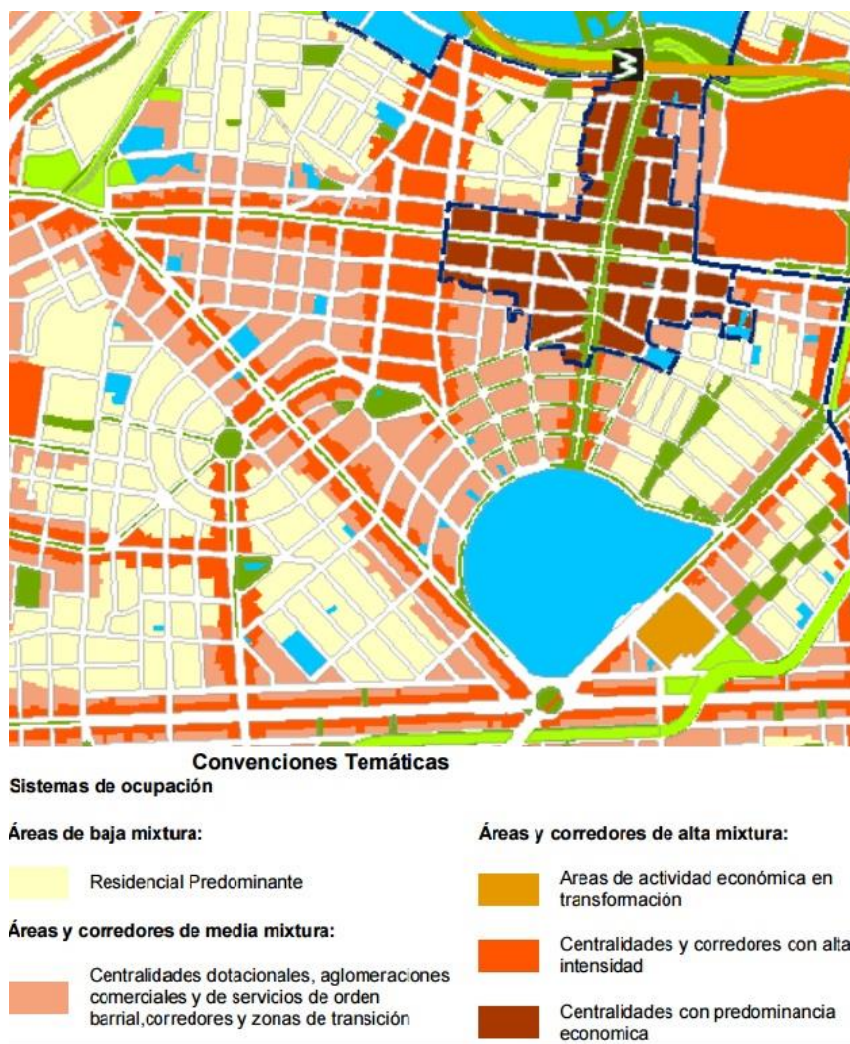 W
Convenciones Temáticas
Sistemas de ocupación
Áreas de baja mixtura:
Residencial Predominante
Áreas y corredores de media mixtura:
Centralidades dotacionales, aglomeraciones
comerciales y de servicios de orden
barrial,corredores y zonas de transición
Áreas y corredores de alta mixtura:
Areas de actividad económica en
transformación
Centralidades y corredores con alta
intensidad
Centralidades con predominancia
economica